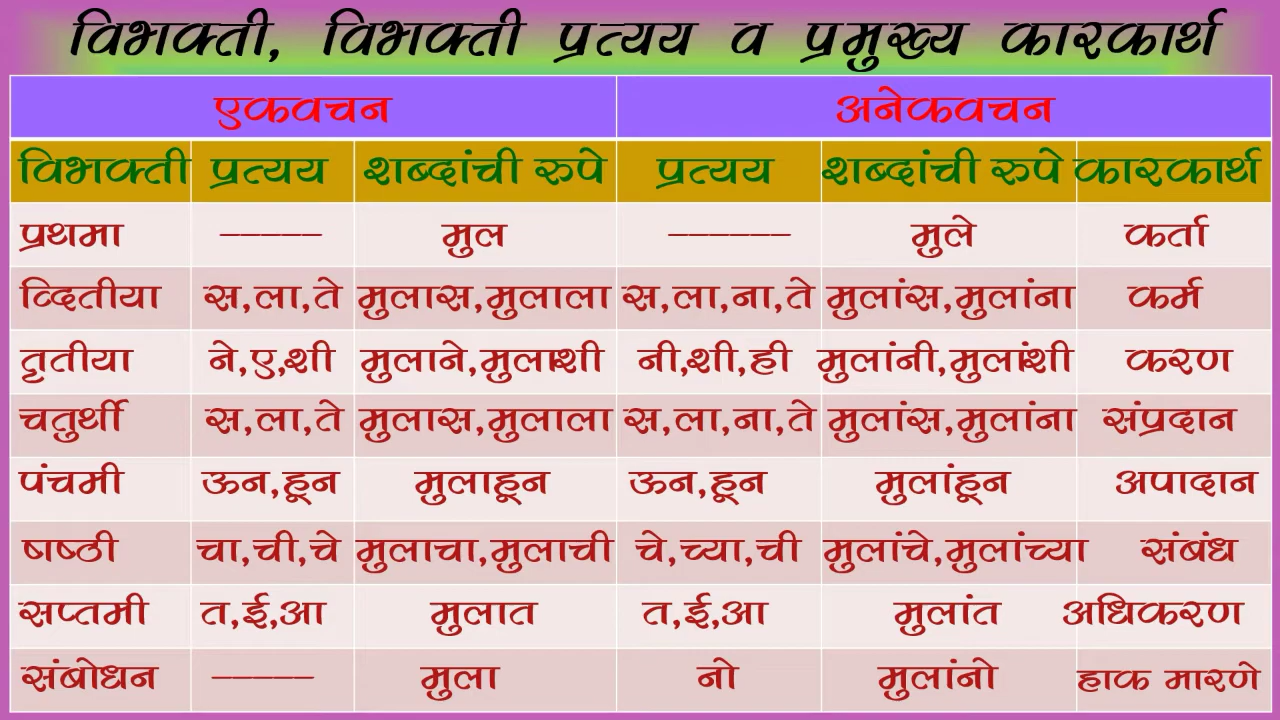 विभक्ती, विभक्ती प्रत्यय व प्रमुख्य कारकार्थ
एकवचन अनेकवचन
विभक्ती प्रत्यय शब्दांची रुपे प्रत्यय शब्दांची रुपे कारकार्थ
प्रथमा ----- मुल ------ मुले कर्ता
व्दितीया स,ला,ते मुलास,मुलाला स,ला,ना,ते मुलांस,मुलांना कर्म
तृतीया ने,ए,शी मुलाने,मुलाशी नी,शी,ही मुलांनी,मुलांशी करण
चतुर्थी स,ला,ते मुलास,मुलाला स,ला,ना,ते मुलांस,मुलांना संप्रदान
पंचमी ऊन,हून मुलाहून ऊन,हून मुलांहून अपादान
षाष्ठी चा,ची,चे मुलाचा,मुलाची चे,च्या,ची मुलांचे,मुलांच्या संबंध
सप्तमी त,ई,आ मुलात त,ई,आ मुलांत अधिकरण
संबोधन ----- मुला नो मुलांनो हाक मारणे